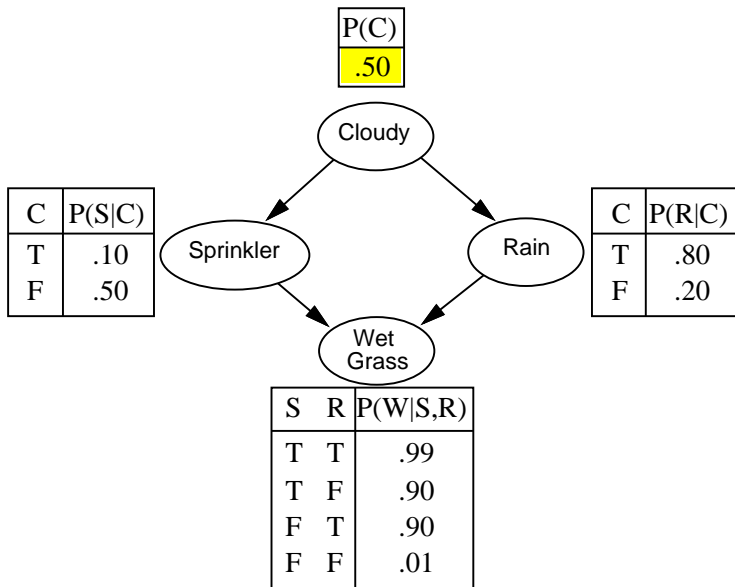 P(C)
.50
Cloudy
C P(S|C)
T .10
F .50
Sprinkler
Rain
C P(R|C)
T .80
F .20
Wet
Grass
S R P(W|S,R)
T T .99
T F .90
F T .90
F F .01